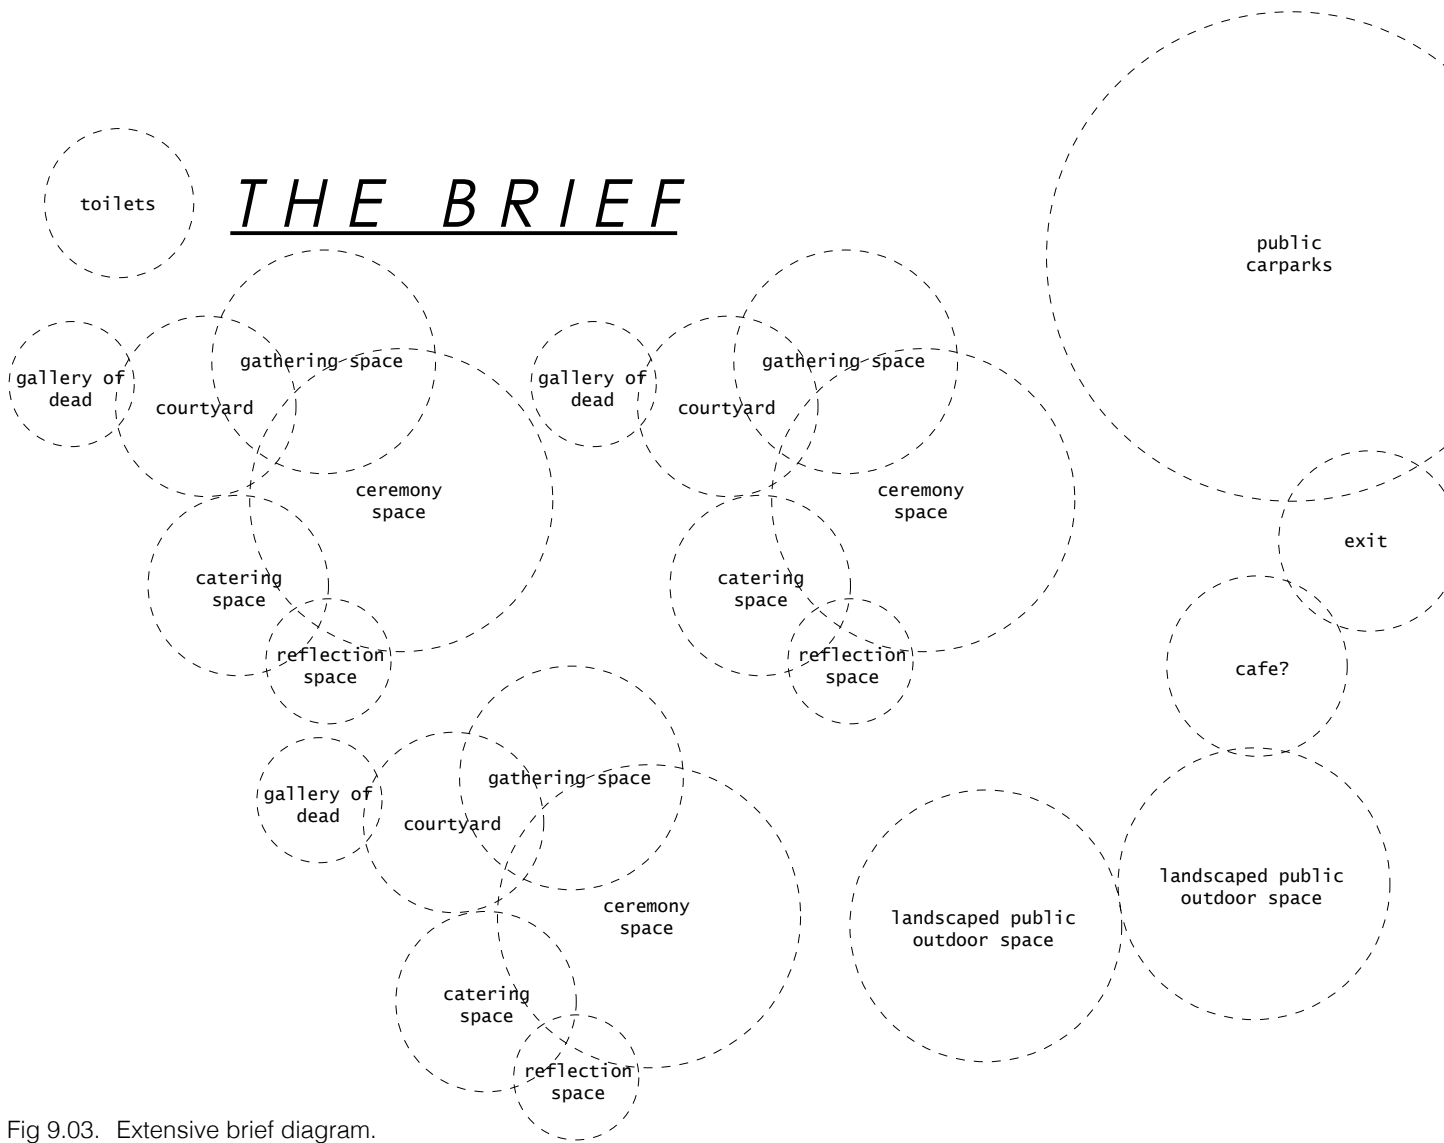 toilets
THE BRIEF
public
carparks
gathering space
gallery of
dead
courtyard
ceremony
space
catering
space
reflection
space
gathering space
gallery of
dead
courtyard
ceremony
space
catering
space
reflection
space
exit
cafe?
gathering space
gallery of
dead
courtyard
ceremony
space
catering
space
reflection
space
landscaped public
outdoor space
landscaped public
outdoor space
Fig 9.03. Extensive brief diagram.